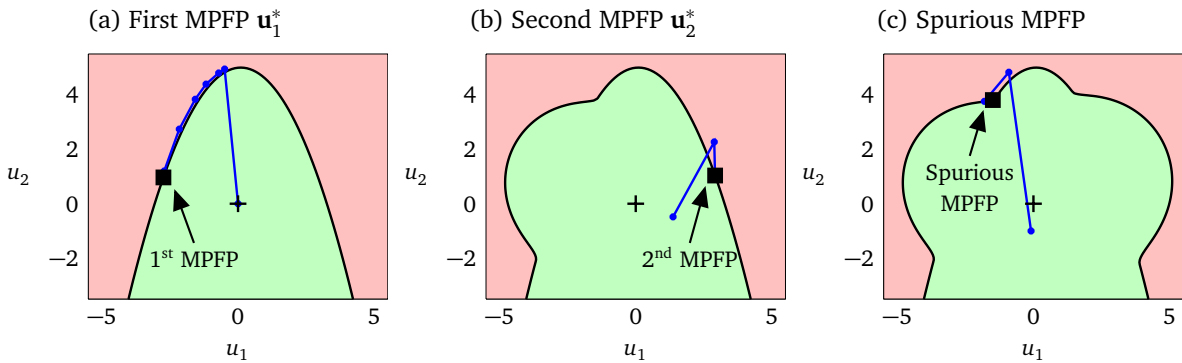 (a) First MPFP u₁*
(b) Second MPFP u₂*
(c) Spurious MPFP
4
2
0
−2
u₂
−5
0
5
u₁
1st MPFP
4
2
0
−2
u₂
−5
0
5
u₁
2nd MPFP
4
2
0
−2
u₂
−5
0
5
u₁
Spurious
MPFP